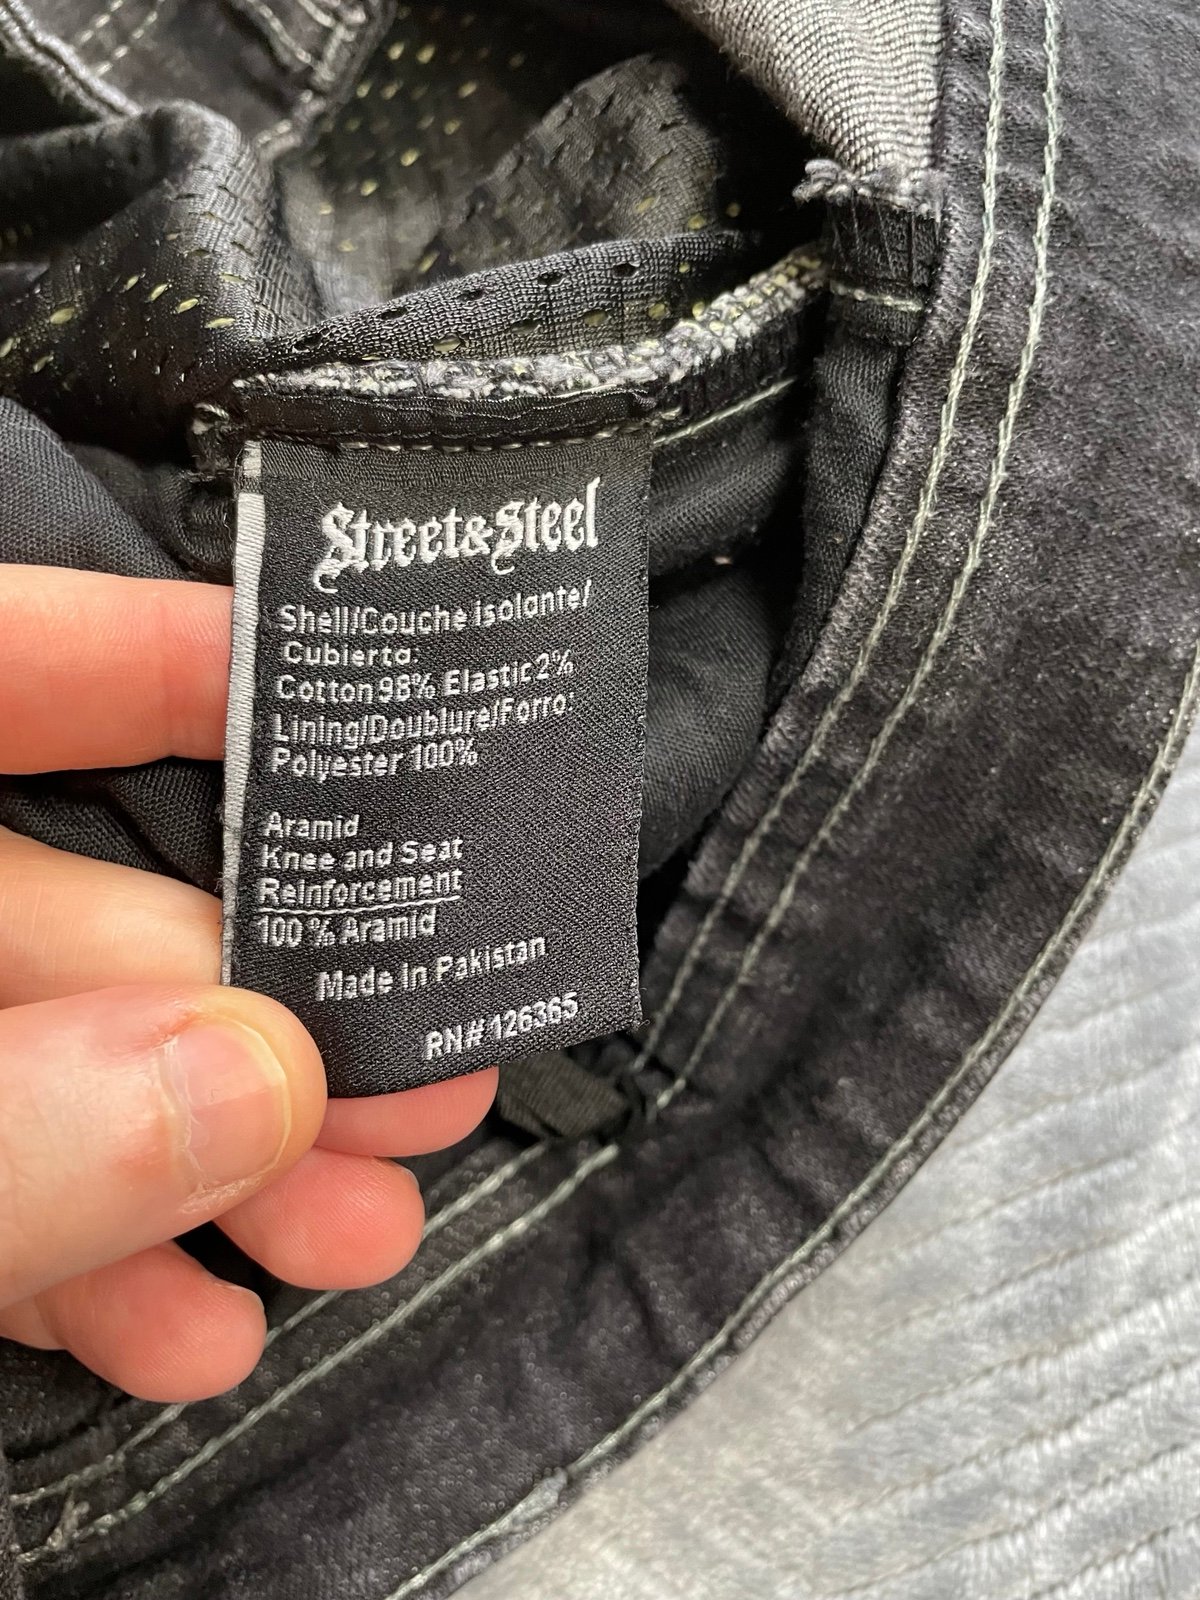 Street&Steel
Shell/Couche isolante/
Cubierta:
Cotton 98% Elastic 2%
Lining/Doublure/Forro:
Polyester 100%
Aramid
Knee and Seat
Reinforcement
100 % Aramid
Made In Pakistan
RN# 126365